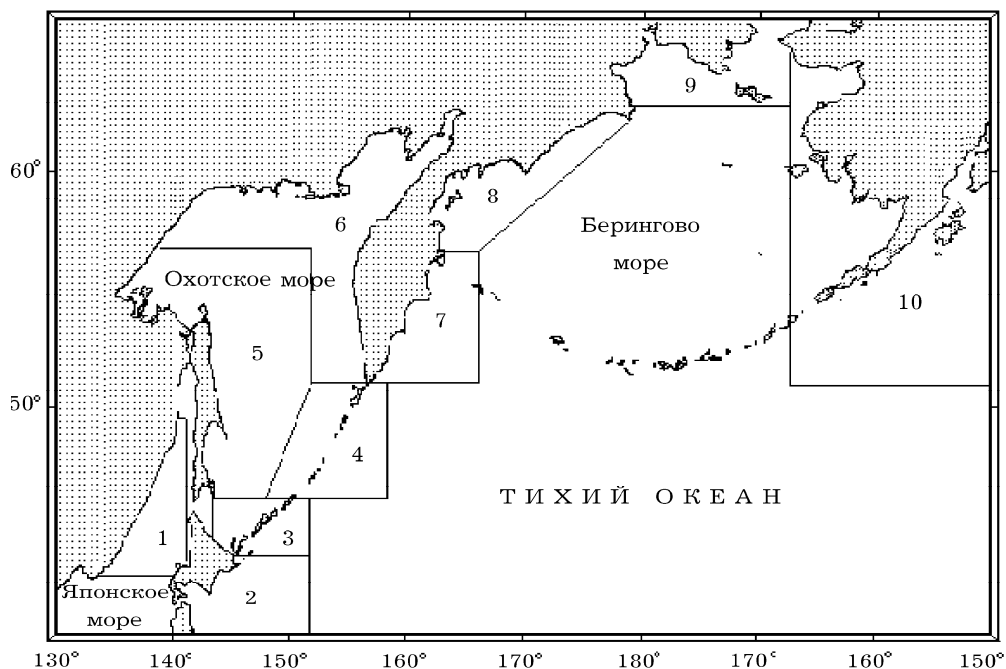 9
60°
8
6
Берингово
море
Охотское море
10
7
5
50°
4
ТИХИЙ ОКЕАН
1
3
Японское
море
2
130° 140° 150° 160° 170° 180° 170° 160° 150°